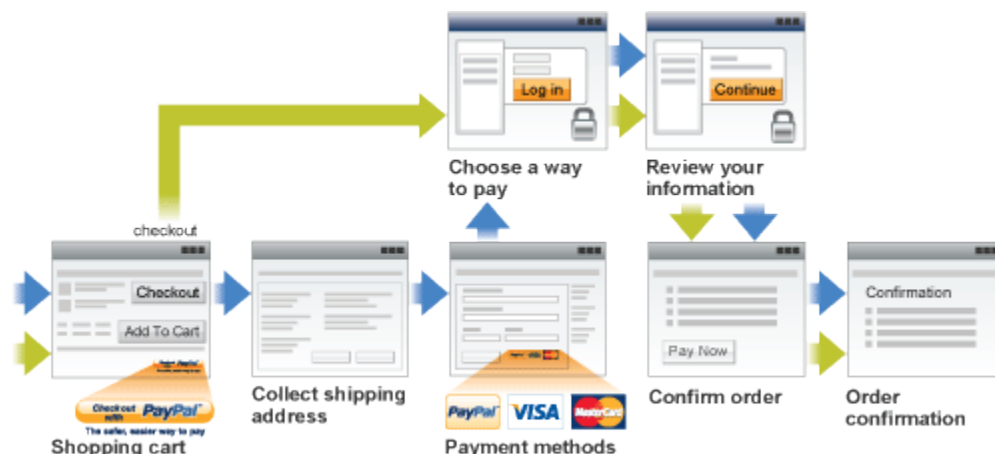 Log in
Continue
Choose a way
to pay
Review your
information
checkout
Checkout
Add To Cart
Checkout
with
PayPal
The safer, easier way to pay
Shopping cart
Collect shipping
address
PayPal
VISA
MasterCard
Payment methods
Pay Now
Confirm order
Confirmation
Order
confirmation